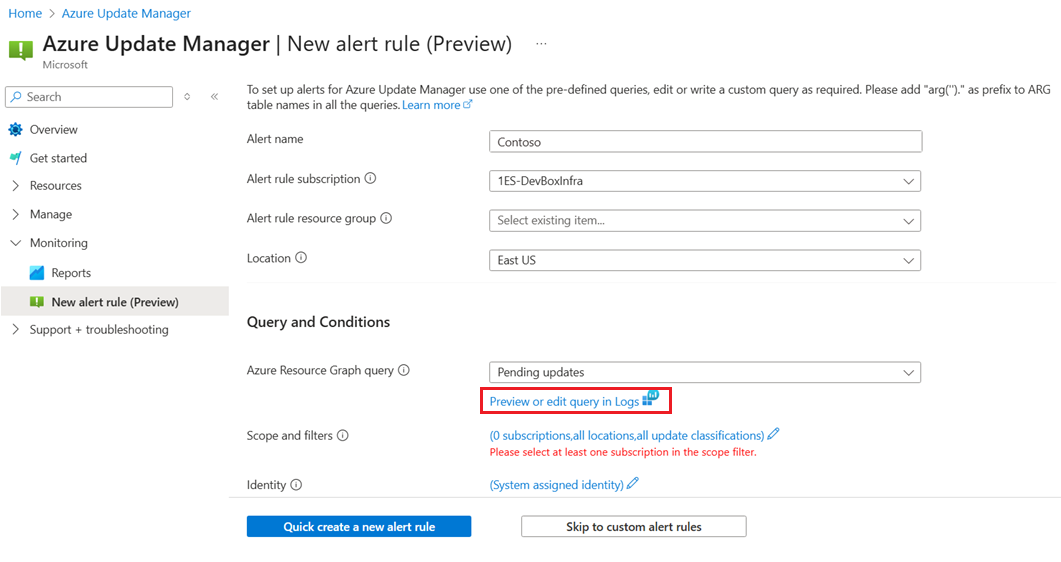 Home > Azure Update Manager
Azure Update Manager | New alert rule (Preview) ...
Microsoft
Search
Overview
Get started
Resources
Manage
Monitoring
Reports
New alert rule (Preview)
Support + troubleshooting
To set up alerts for Azure Update Manager use one of the pre-defined queries, edit or write a custom query as required. Please add "arg('')." as prefix to ARG
table names in all the queries. Learn more
Alert name
Contoso
Alert rule subscription
1ES-DevBoxInfra
Alert rule resource group
Select existing item...
Location
East US
Query and Conditions
Azure Resource Graph query
Pending updates
Preview or edit query in Logs
Scope and filters
(0 subscriptions,all locations,all update classifications)
Please select at least one subscription in the scope filter.
Identity
(System assigned identity)
Quick create a new alert rule
Skip to custom alert rules